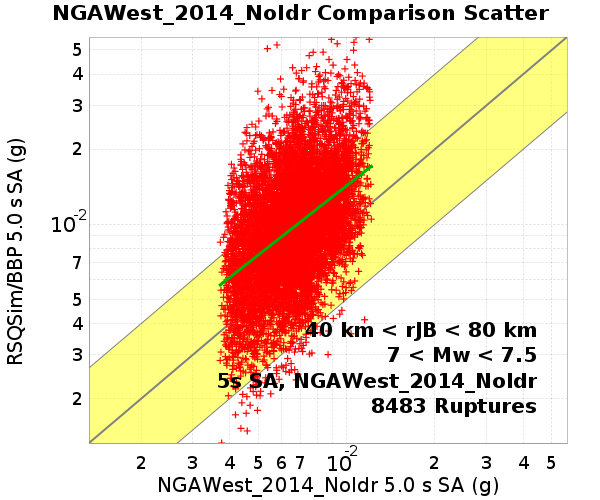 NGAWest_2014_NoIdr Comparison Scatter
RSQSim/BBP 5.0 s SA (g)
5
4
3
2
10-2
7
5
4
3
2
40 km < rJB < 80 km
7 < Mw < 7.5
5s SA, NGAWest_2014_NoIdr
8483 Ruptures
2 3 4 5 6 7 10-2 2 3 4 5
NGAWest_2014_NoIdr 5.0 s SA (g)